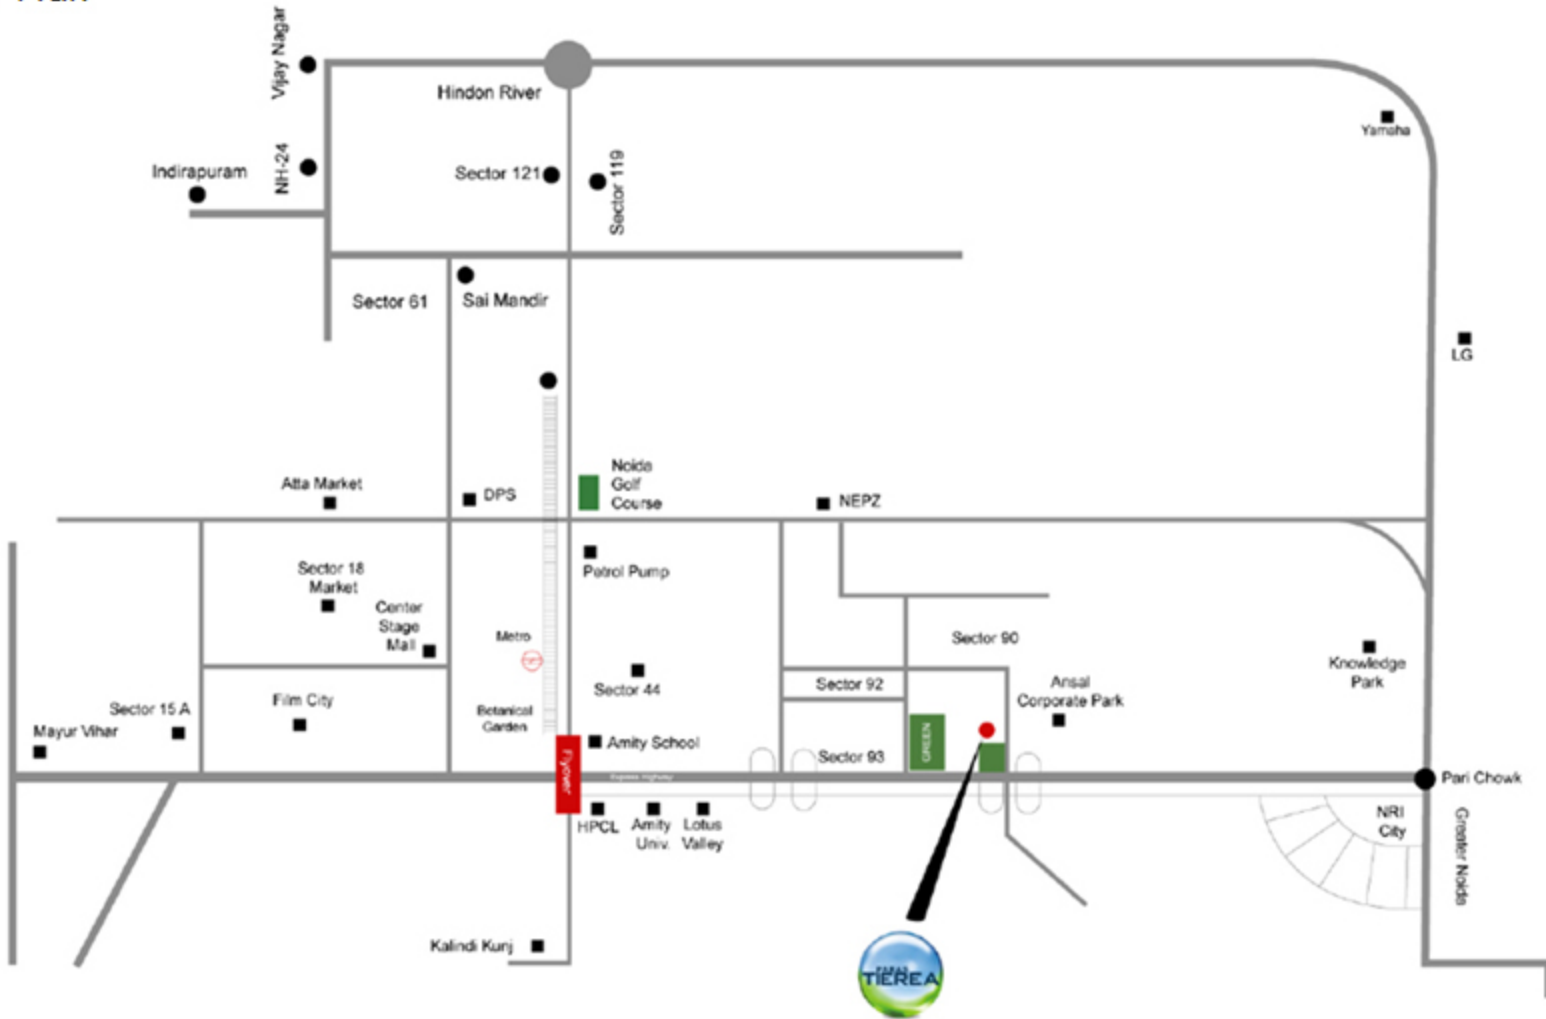 Vijay Nagar
Hindon River
Yamaha
NH-24
Indirapuram
Sector 121
Sector 119
Sector 61
Sai Mandir
LG
Atta Market
DPS
Noida
Golf
Course
NEPZ
Sector 18
Market
Petrol Pump
Center
Stage
Mall
Metro
Sector 90
Sector 44
Sector 92
Ansal
Corporate Park
Knowledge
Park
Film City
Sector 15 A
Botanical
Garden
Mayur Vihar
Amity School
Sector 93
GREEN
Flyover
Express Highway
Pari Chowk
HPCL
Amity
Univ.
Lotus
Valley
NRI
City
Greater Noida
Kalindi Kunj
PARAS
TIEREA